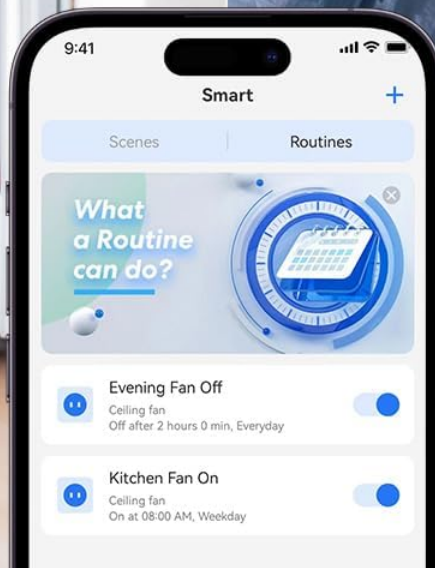 9:41
Smart
+
Scenes
Routines
What
a Routine
can do?
Evening Fan Off
Ceiling fan
Off after 2 hours 0 min, Everyday
Kitchen Fan On
Ceiling fan
On at 08:00 AM, Weekday